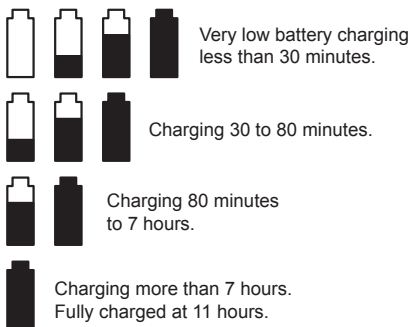 Very low battery charging
less than 30 minutes.
Charging 30 to 80 minutes.
Charging 80 minutes
to 7 hours.
Charging more than 7 hours.
Fully charged at 11 hours.